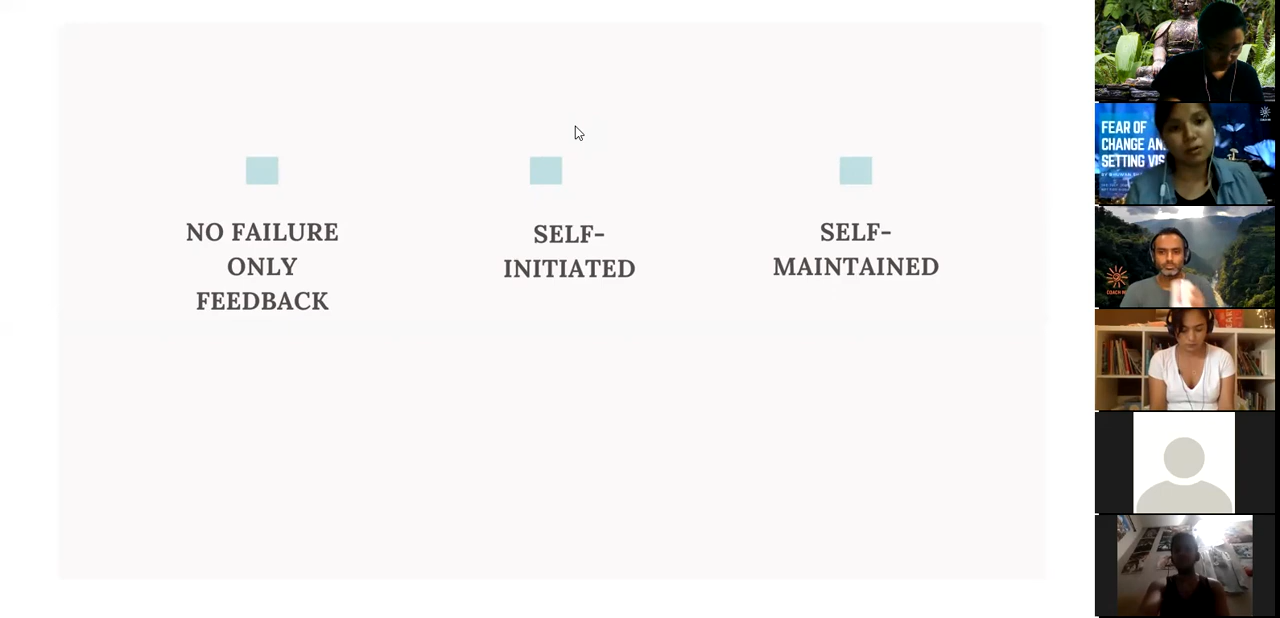 NO FAILURE
ONLY
FEEDBACK
SELF-
INITIATED
SELF-
MAINTAINED
FEAR OF
CHANGE AN
SETTING VIS